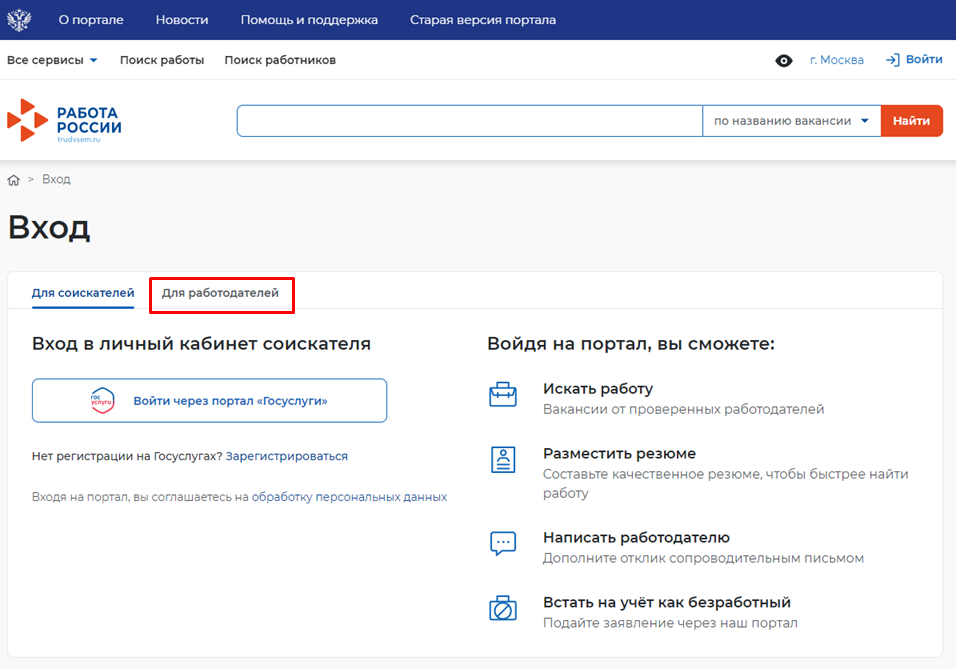 О портале Новости Помощь и поддержка Старая версия портала
Все сервисы Поиск работы Поиск работников г. Москва Войти
РАБОТА
РОССИИ
trudvsem.ru
по названию вакансии Найти
> Вход
Вход
Для соискателей Для работодателей
Вход в личный кабинет соискателя
гос
услуги
Войти через портал «Госуслуги»
Нет регистрации на Госуслугах? Зарегистрироваться
Входя на портал, вы соглашаетесь на обработку персональных данных
Войдя на портал, вы сможете:
Искать работу
Вакансии от проверенных работодателей
Разместить резюме
Составьте качественное резюме, чтобы быстрее найти
работу
Написать работодателю
Дополните отклик сопроводительным письмом
Встать на учёт как безработный
Подайте заявление через наш портал